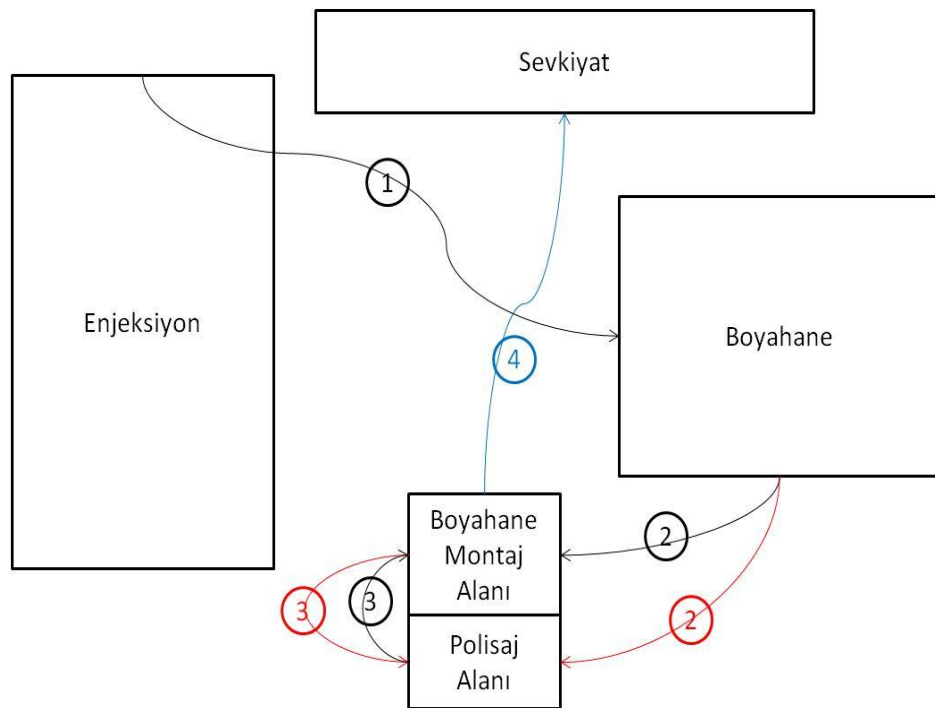 Sevkiyat
1
Enjeksiyon
Boyahane
4
Boyahane
Montaj
Alanı
2
3
3
2
Polisaj
Alanı